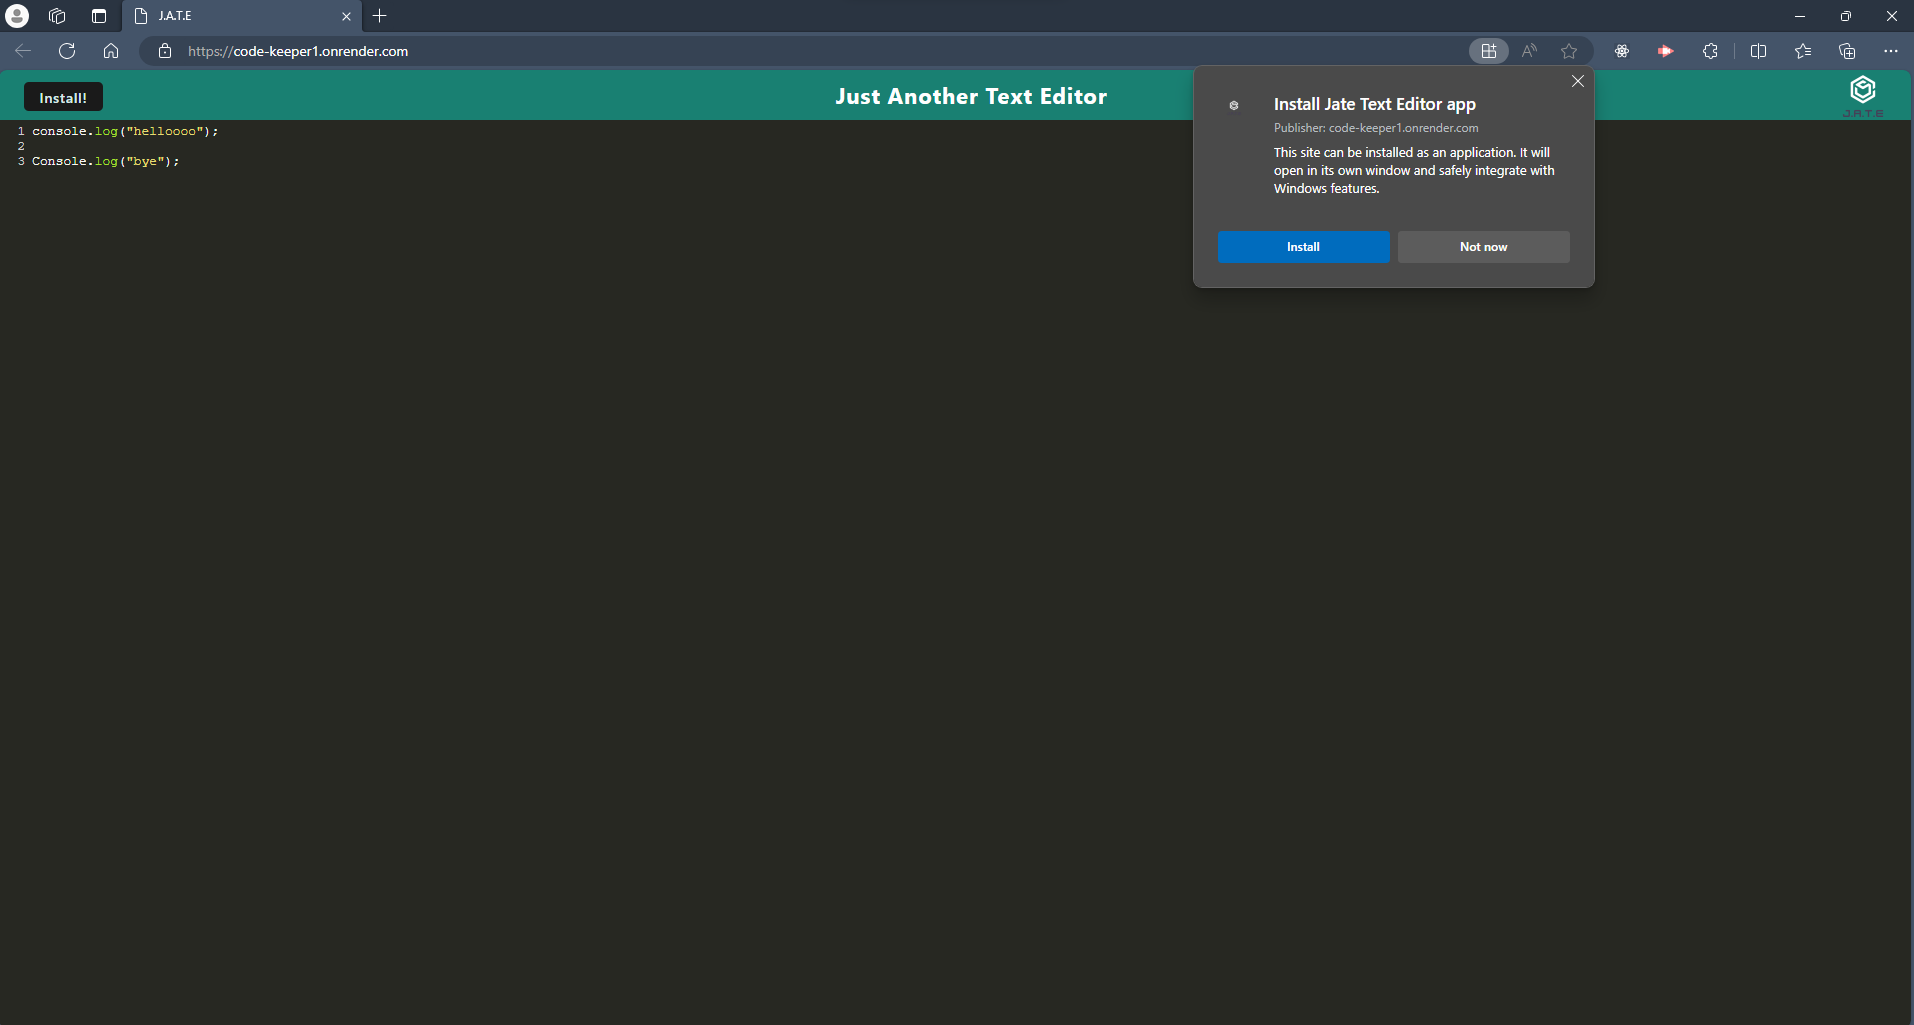 J.A.T.E
https://code-keeper1.onrender.com
Install!
Just Another Text Editor
J.A.T.E
1 console.log("helloooo");
2
3 Console.log("bye");
Install Jate Text Editor app
Publisher: code-keeper1.onrender.com
This site can be installed as an application. It will
open in its own window and safely integrate with
Windows features.
Install
Not now